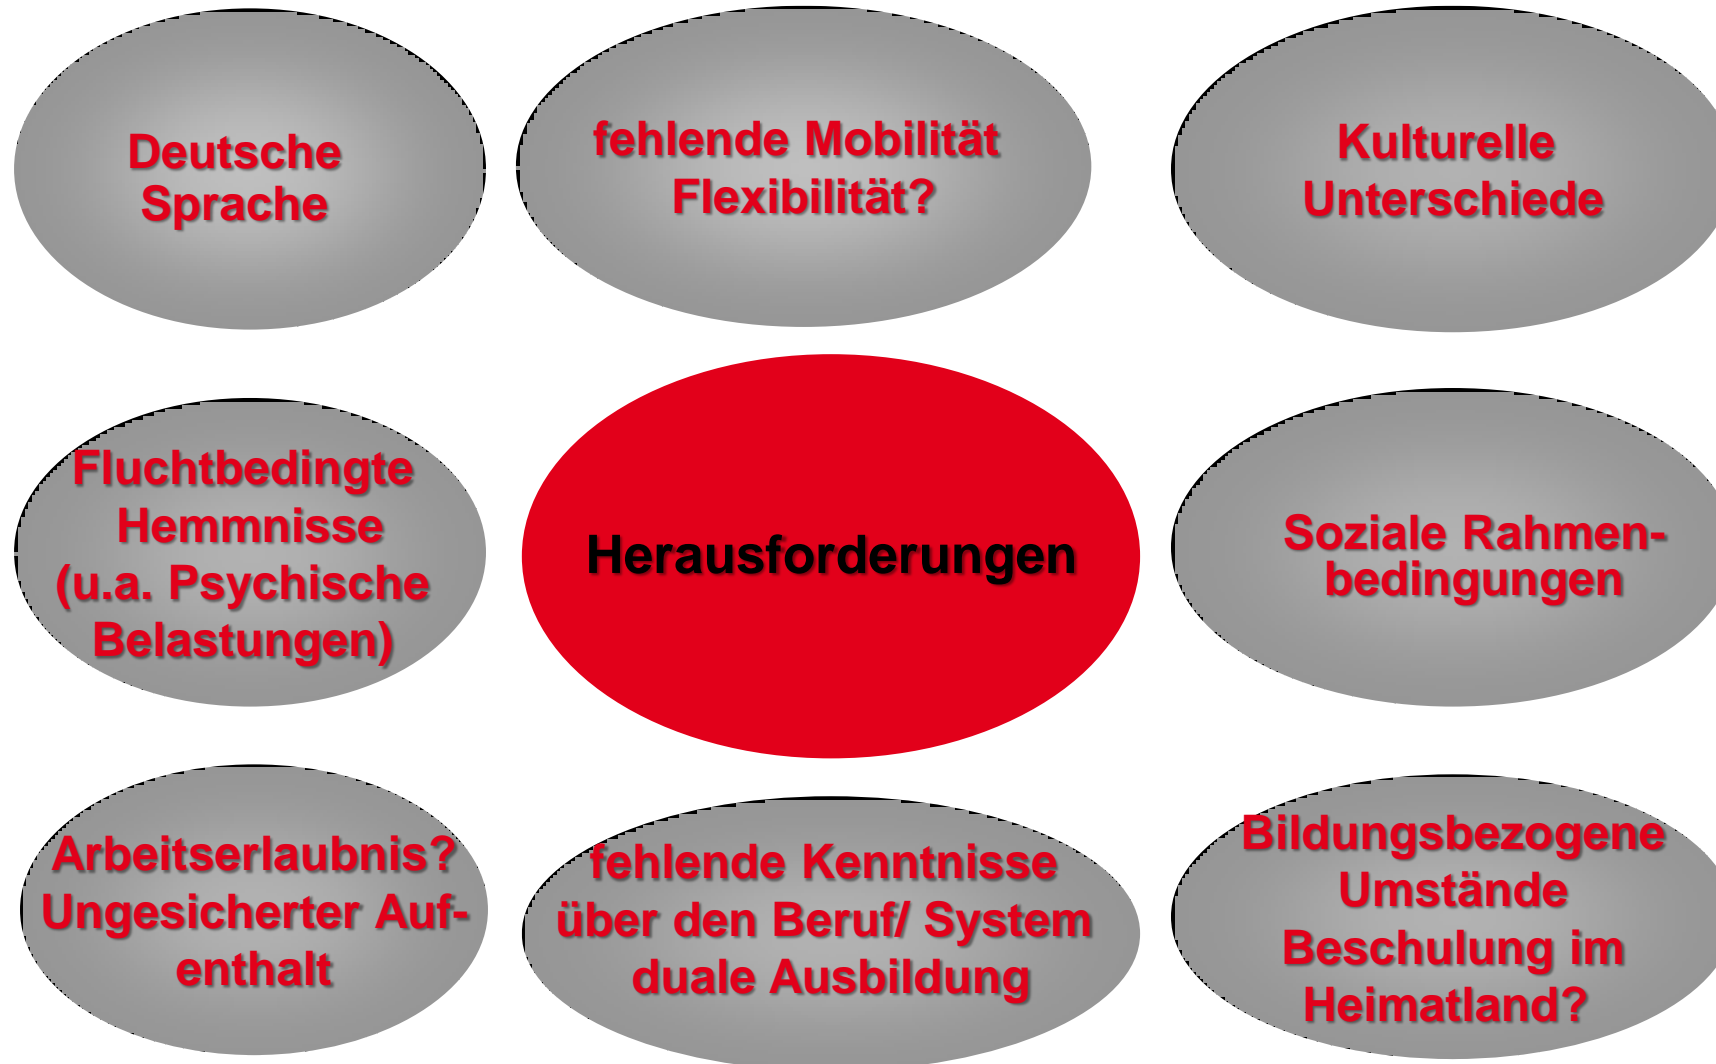 Deutsche
Sprache
fehlende Mobilität
Flexibilität?
Kulturelle
Unterschiede
Fluchtbedingte
Hemmnisse
(u.a. Psychische
Belastungen)
Herausforderungen
Soziale Rahmen-
bedingungen
Arbeitserlaubnis?
Ungesicherter Auf-
enthalt
fehlende Kenntnisse
über den Beruf/ System
duale Ausbildung
Bildungsbezogene
Umstände
Beschulung im
Heimatland?